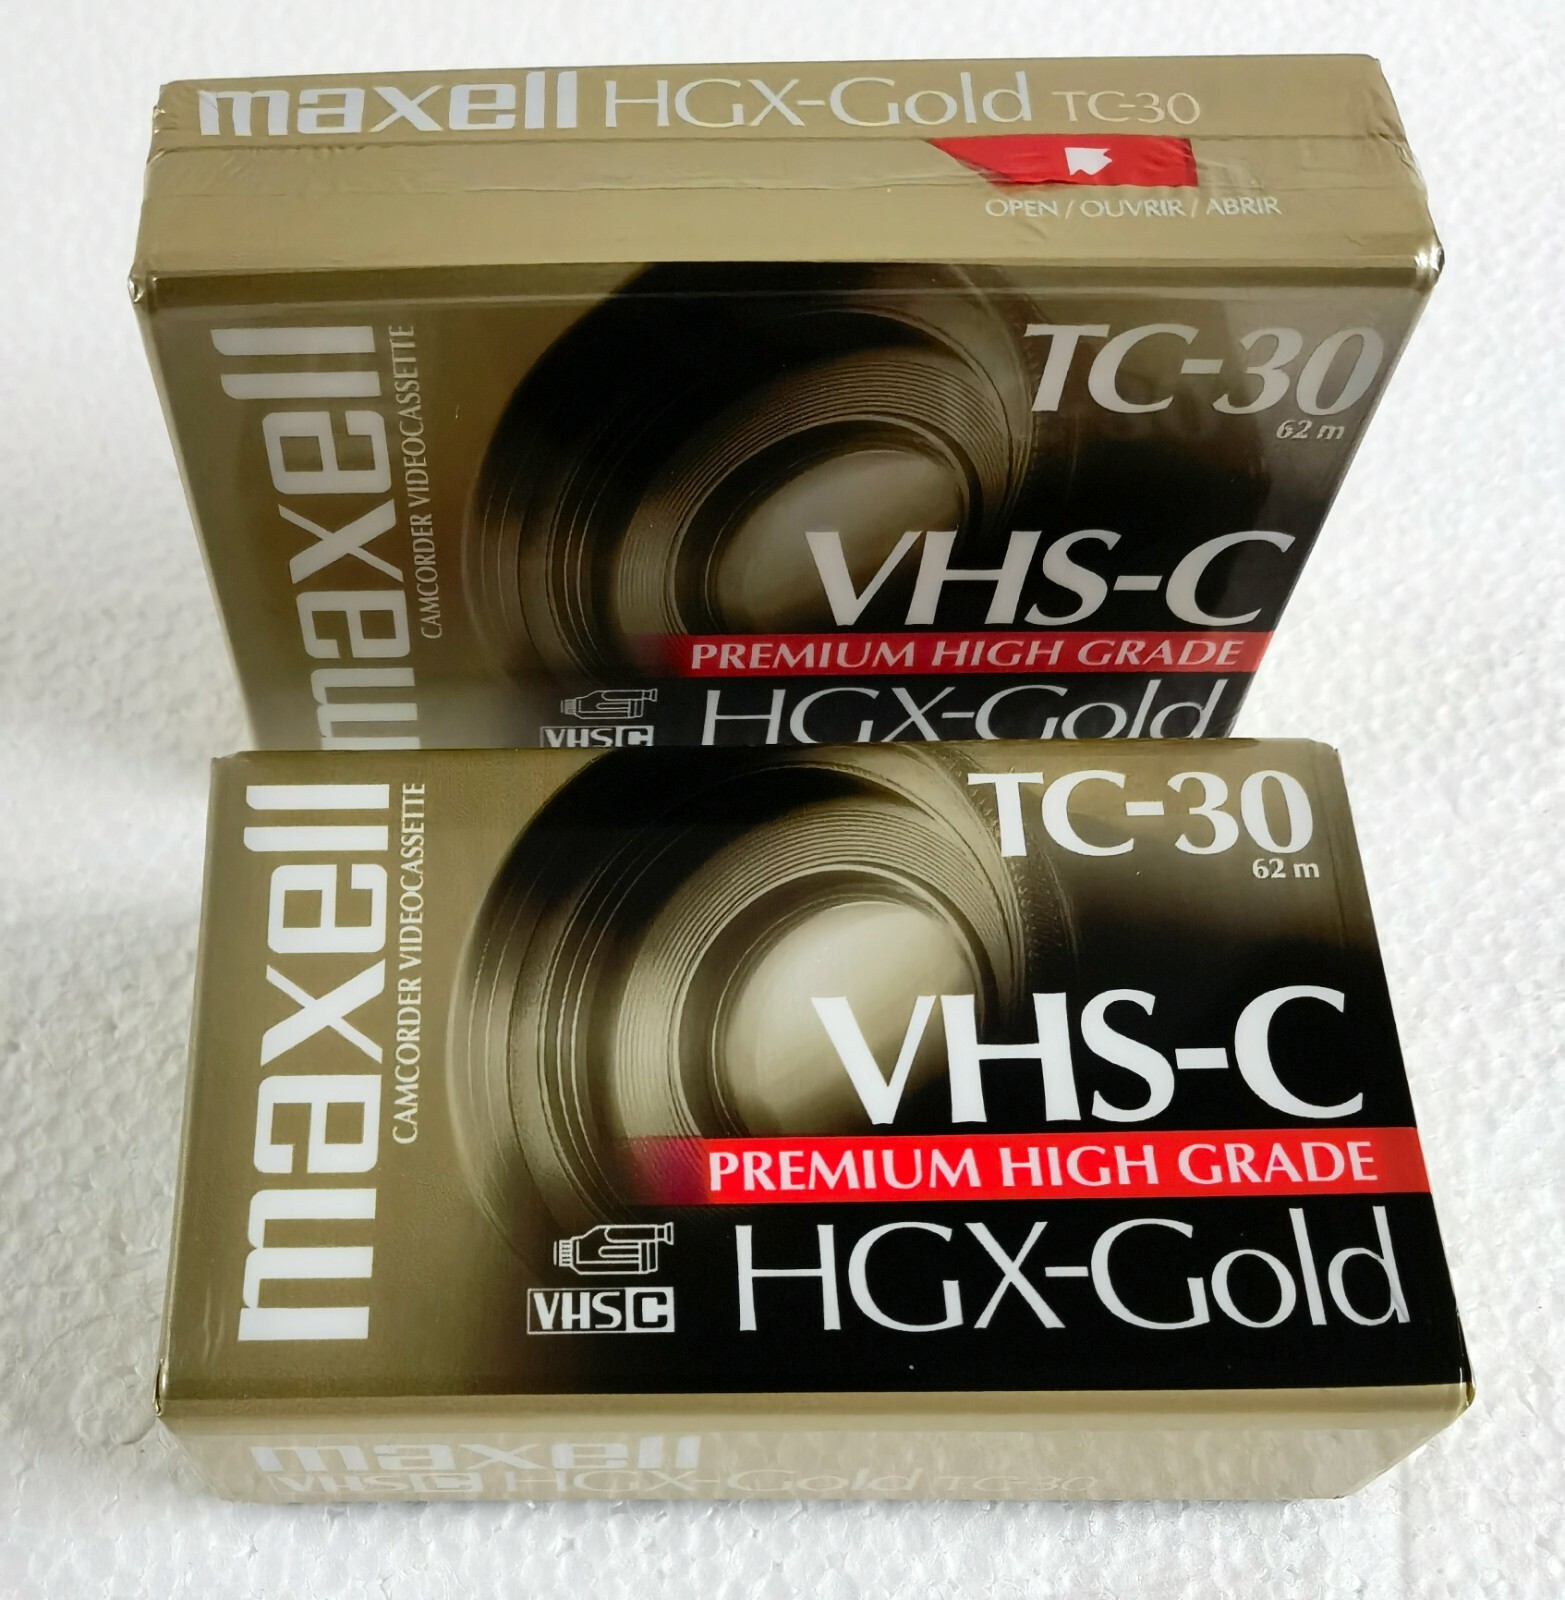 maxell HGX-Gold TC-30
OPEN / OUVRIR / ABRIR
maxell
CAMCORDER VIDEOCASSETTE
TC-30
62 m
VHS-C
PREMIUM HIGH GRADE
HGX-Gold
VHS C
maxell
CAMCORDER VIDEOCASSETTE
TC-30
62 m
VHS-C
PREMIUM HIGH GRADE
HGX-Gold
VHS C
maxell
VHS C HGX-Gold TC-30